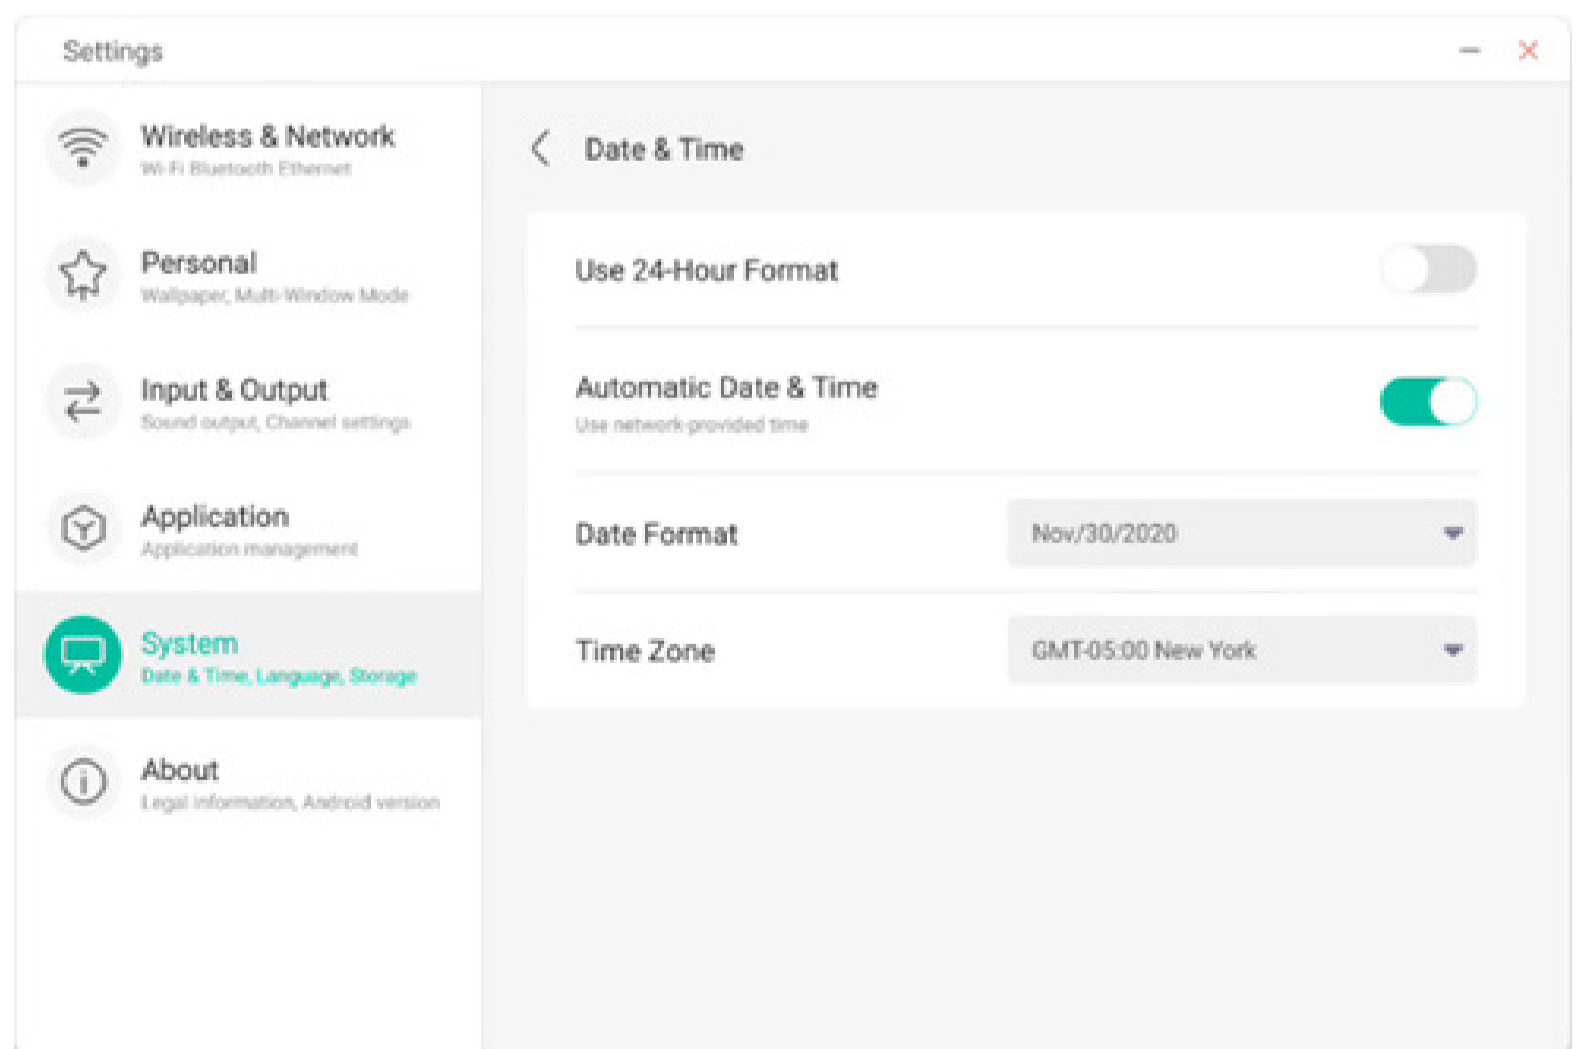 Settings
Wireless & Network
Wi-Fi Bluetooth Ethernet
Personal
Wallpaper, Multi-Window Mode
Input & Output
Sound output, Channel settings
Application
Application management
System
Date & Time, Language, Storage
About
Legal information, Android version
Date & Time
Use 24-Hour Format
Automatic Date & Time
Use network-provided time
Date Format
Nov/30/2020
Time Zone
GMT-05:00 New York